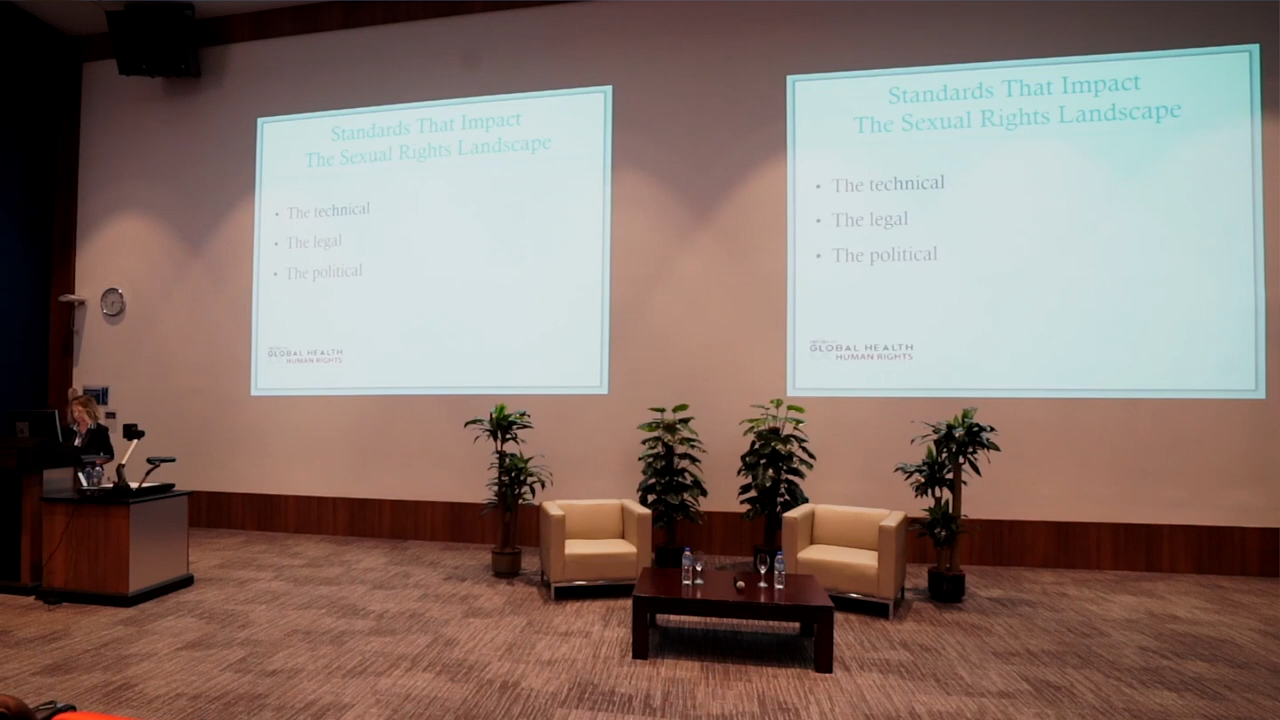 Standards That Impact
The Sexual Rights Landscape
• The technical
• The legal
• The political
GLOBAL HEALTH
HUMAN RIGHTS
Standards That Impact
The Sexual Rights Landscape
• The technical
• The legal
• The political
GLOBAL HEALTH
HUMAN RIGHTS